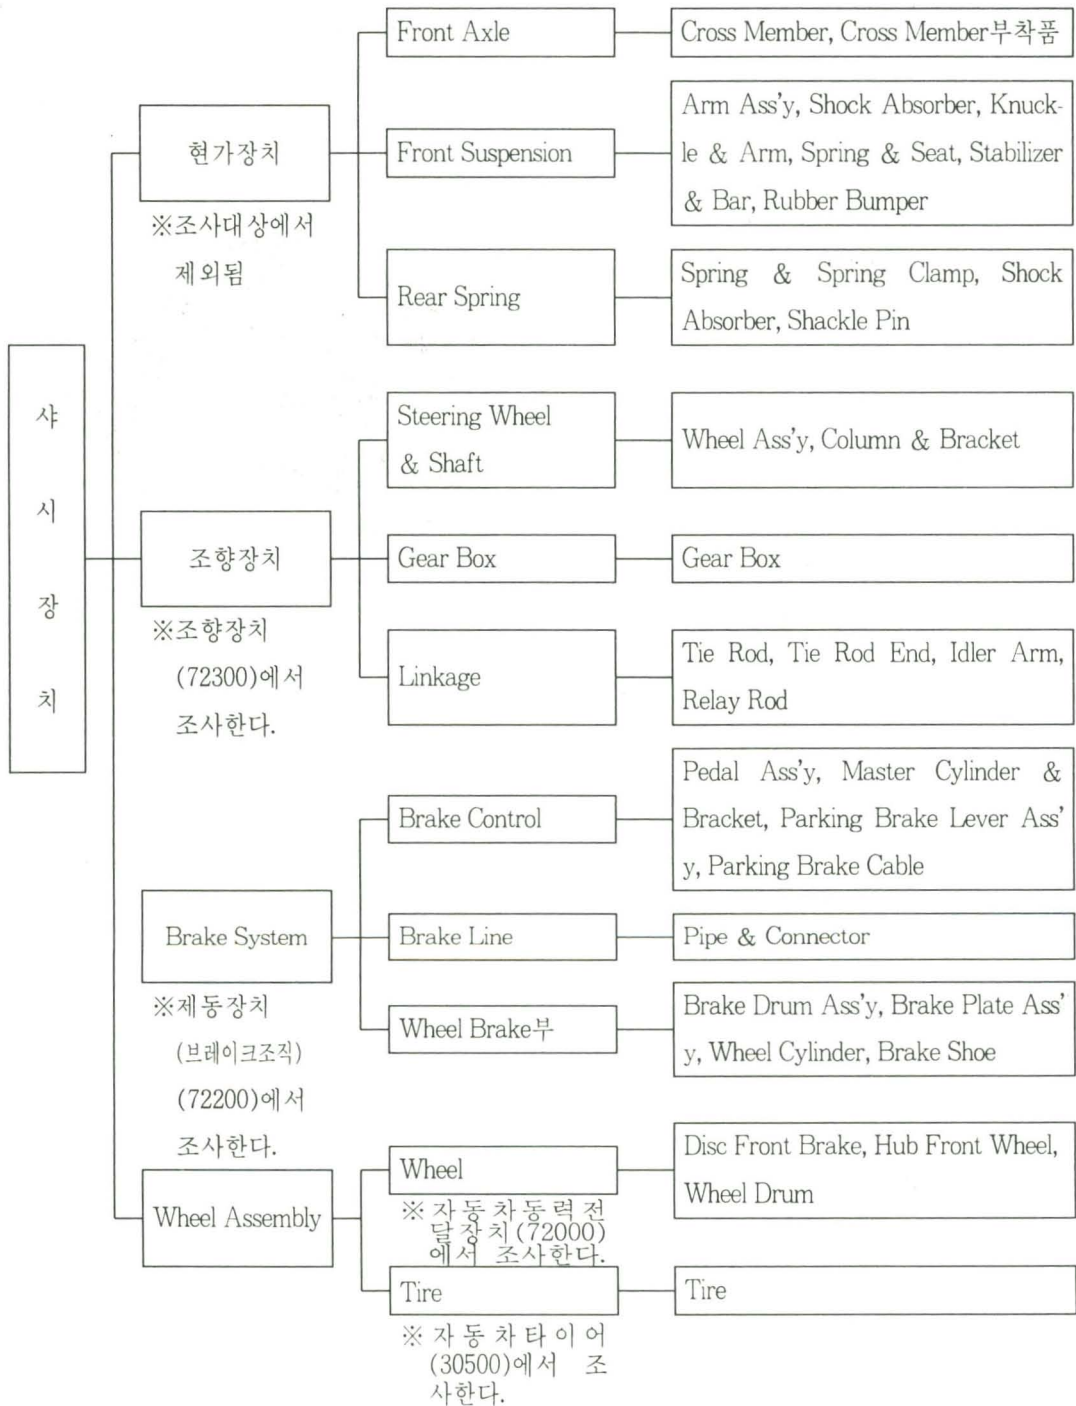 Front Axle
Cross Member, Cross Member부착품
현가장치
※조사대상에서
제외됨
Front Suspension
Arm Ass'y, Shock Absorber, Knuck-
le & Arm, Spring & Seat, Stabilizer
& Bar, Rubber Bumper
Rear Spring
Spring & Spring Clamp, Shock
Absorber, Shackle Pin
샤
시
장
치
Steering Wheel
& Shaft
Wheel Ass'y, Column & Bracket
조향장치
※조향장치
(72300)에서
조사한다.
Gear Box
Gear Box
Linkage
Tie Rod, Tie Rod End, Idler Arm,
Relay Rod
Brake Control
Pedal Ass'y, Master Cylinder &
Bracket, Parking Brake Lever Ass'
y, Parking Brake Cable
Brake System
※제동장치
(브레이크조직)
(72200)에서
조사한다.
Brake Line
Pipe & Connector
Wheel Brake부
Brake Drum Ass'y, Brake Plate Ass'
y, Wheel Cylinder, Brake Shoe
Wheel Assembly
Wheel
※자동차동력전
달장치(72000)
에서 조사한다.
Disc Front Brake, Hub Front Wheel,
Wheel Drum
Tire
※자동차타이어
(30500)에서 조
사한다.
Tire